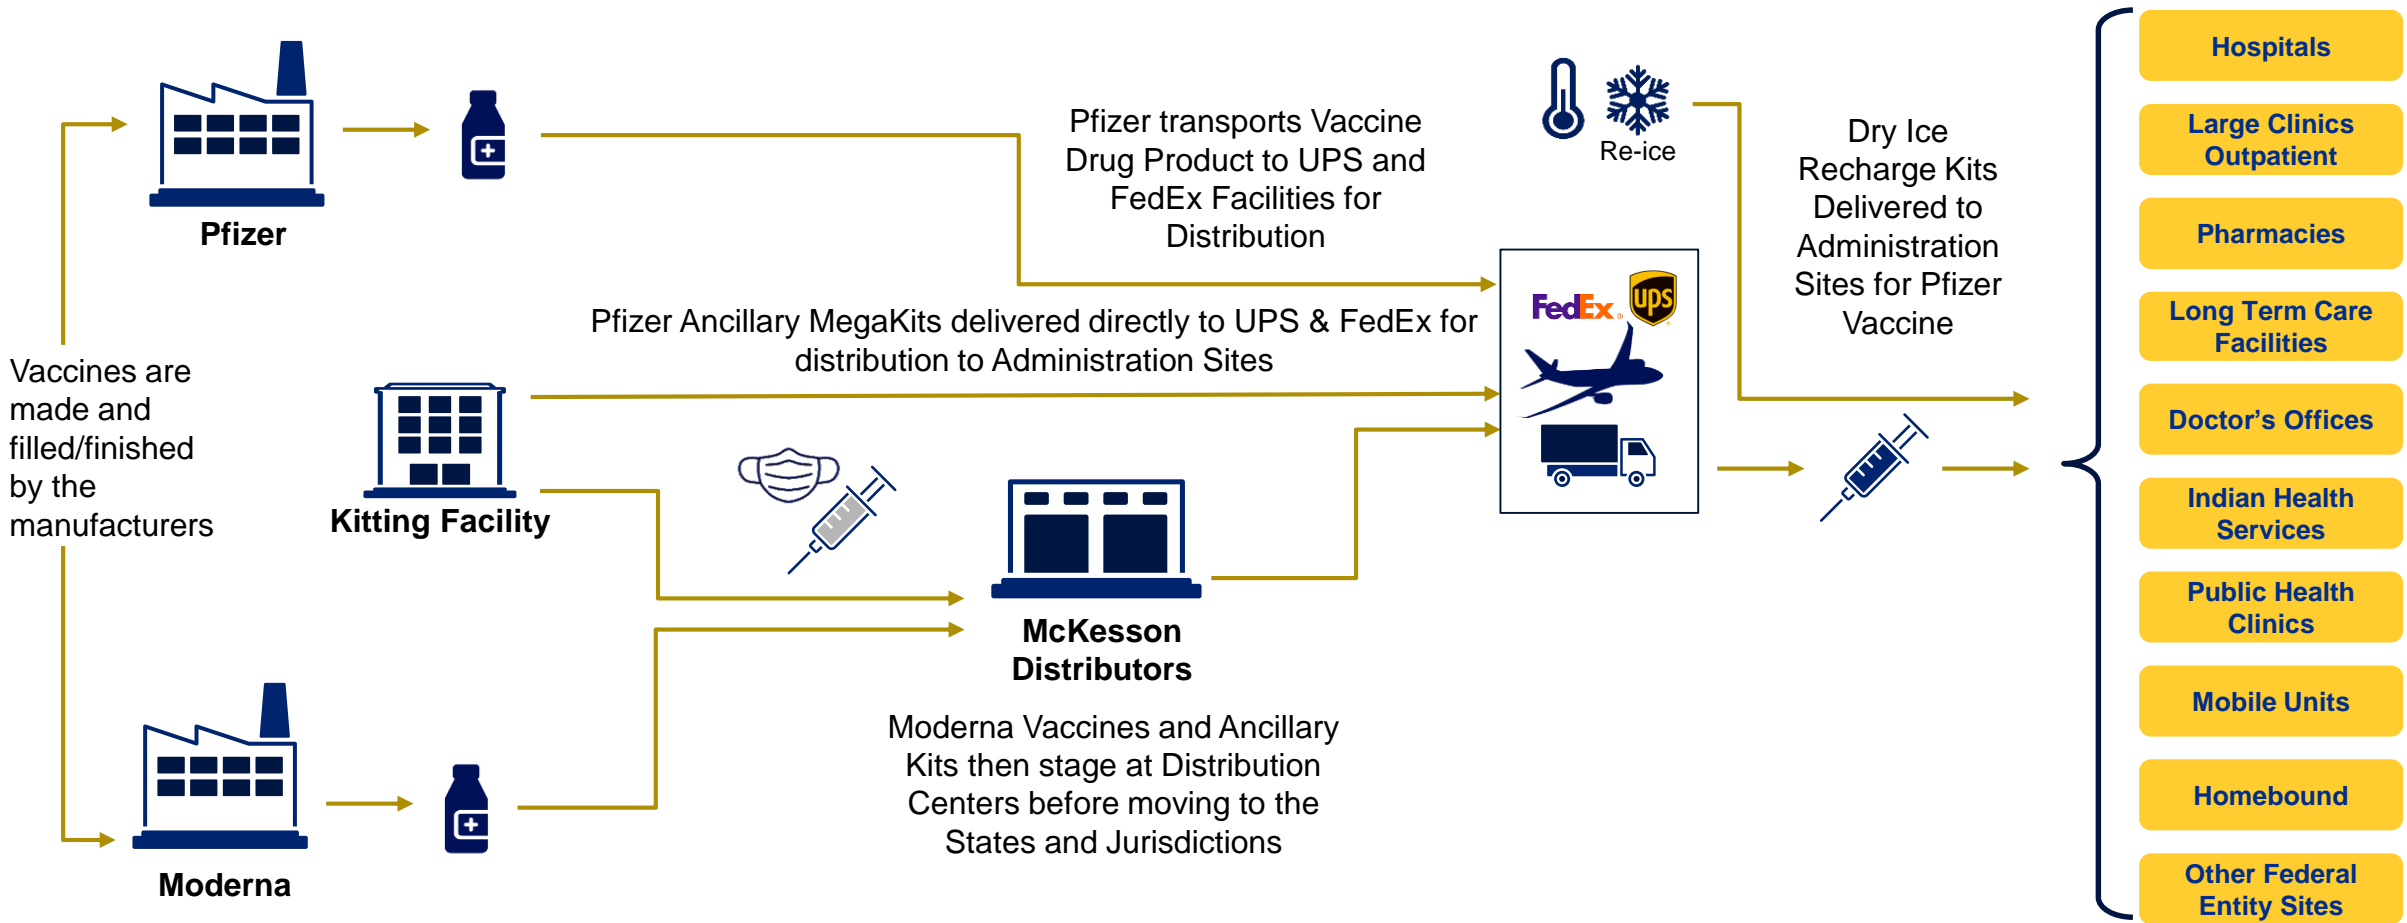 Vaccines are
made and
filled/finished
by the
manufacturers
Pfizer
Pfizer transports Vaccine
Drug Product to UPS and
FedEx Facilities for
Distribution
Re-ice
Dry Ice
Recharge Kits
Delivered to
Administration
Sites for Pfizer
Vaccine
Pfizer Ancillary MegaKits delivered directly to UPS & FedEx for
distribution to Administration Sites
FedEx®
ups
Kitting Facility
McKesson
Distributors
Moderna Vaccines and Ancillary
Kits then stage at Distribution
Centers before moving to the
States and Jurisdictions
Moderna
Hospitals
Large Clinics
Outpatient
Pharmacies
Long Term Care
Facilities
Doctor’s Offices
Indian Health
Services
Public Health
Clinics
Mobile Units
Homebound
Other Federal
Entity Sites